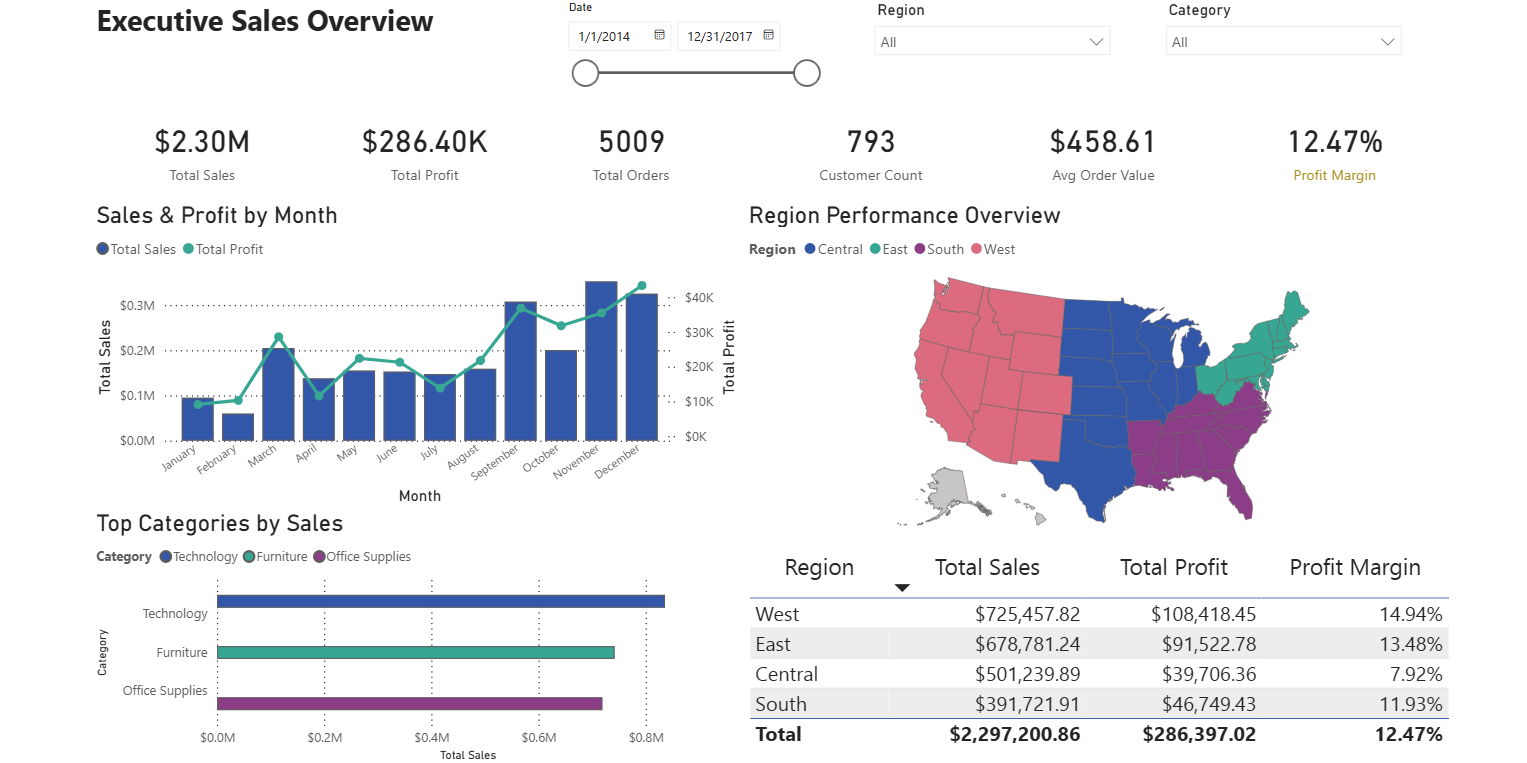 Executive Sales Overview
Date
1/1/2014
12/31/2017
Region
All
Category
All
$2.30M
Total Sales
$286.40K
Total Profit
5009
Total Orders
793
Customer Count
$458.61
Avg Order Value
12.47%
Profit Margin
Sales & Profit by Month
Total Sales Total Profit
$0.3M
$0.2M
$0.1M
$0.0M
Total Sales
$40K
$30K
$20K
$10K
$0K
Total Profit
January February March April May June July August September October November December
Month
Region Performance Overview
Region Central East South West
Top Categories by Sales
Category Technology Furniture Office Supplies
Category
Technology
Furniture
Office Supplies
$0.0M $0.2M $0.4M $0.6M $0.8M
Total Sales
Region Total Sales Total Profit Profit Margin
West $725,457.82 $108,418.45 14.94%
East $678,781.24 $91,522.78 13.48%
Central $501,239.89 $39,706.36 7.92%
South $391,721.91 $46,749.43 11.93%
Total $2,297,200.86 $286,397.02 12.47%